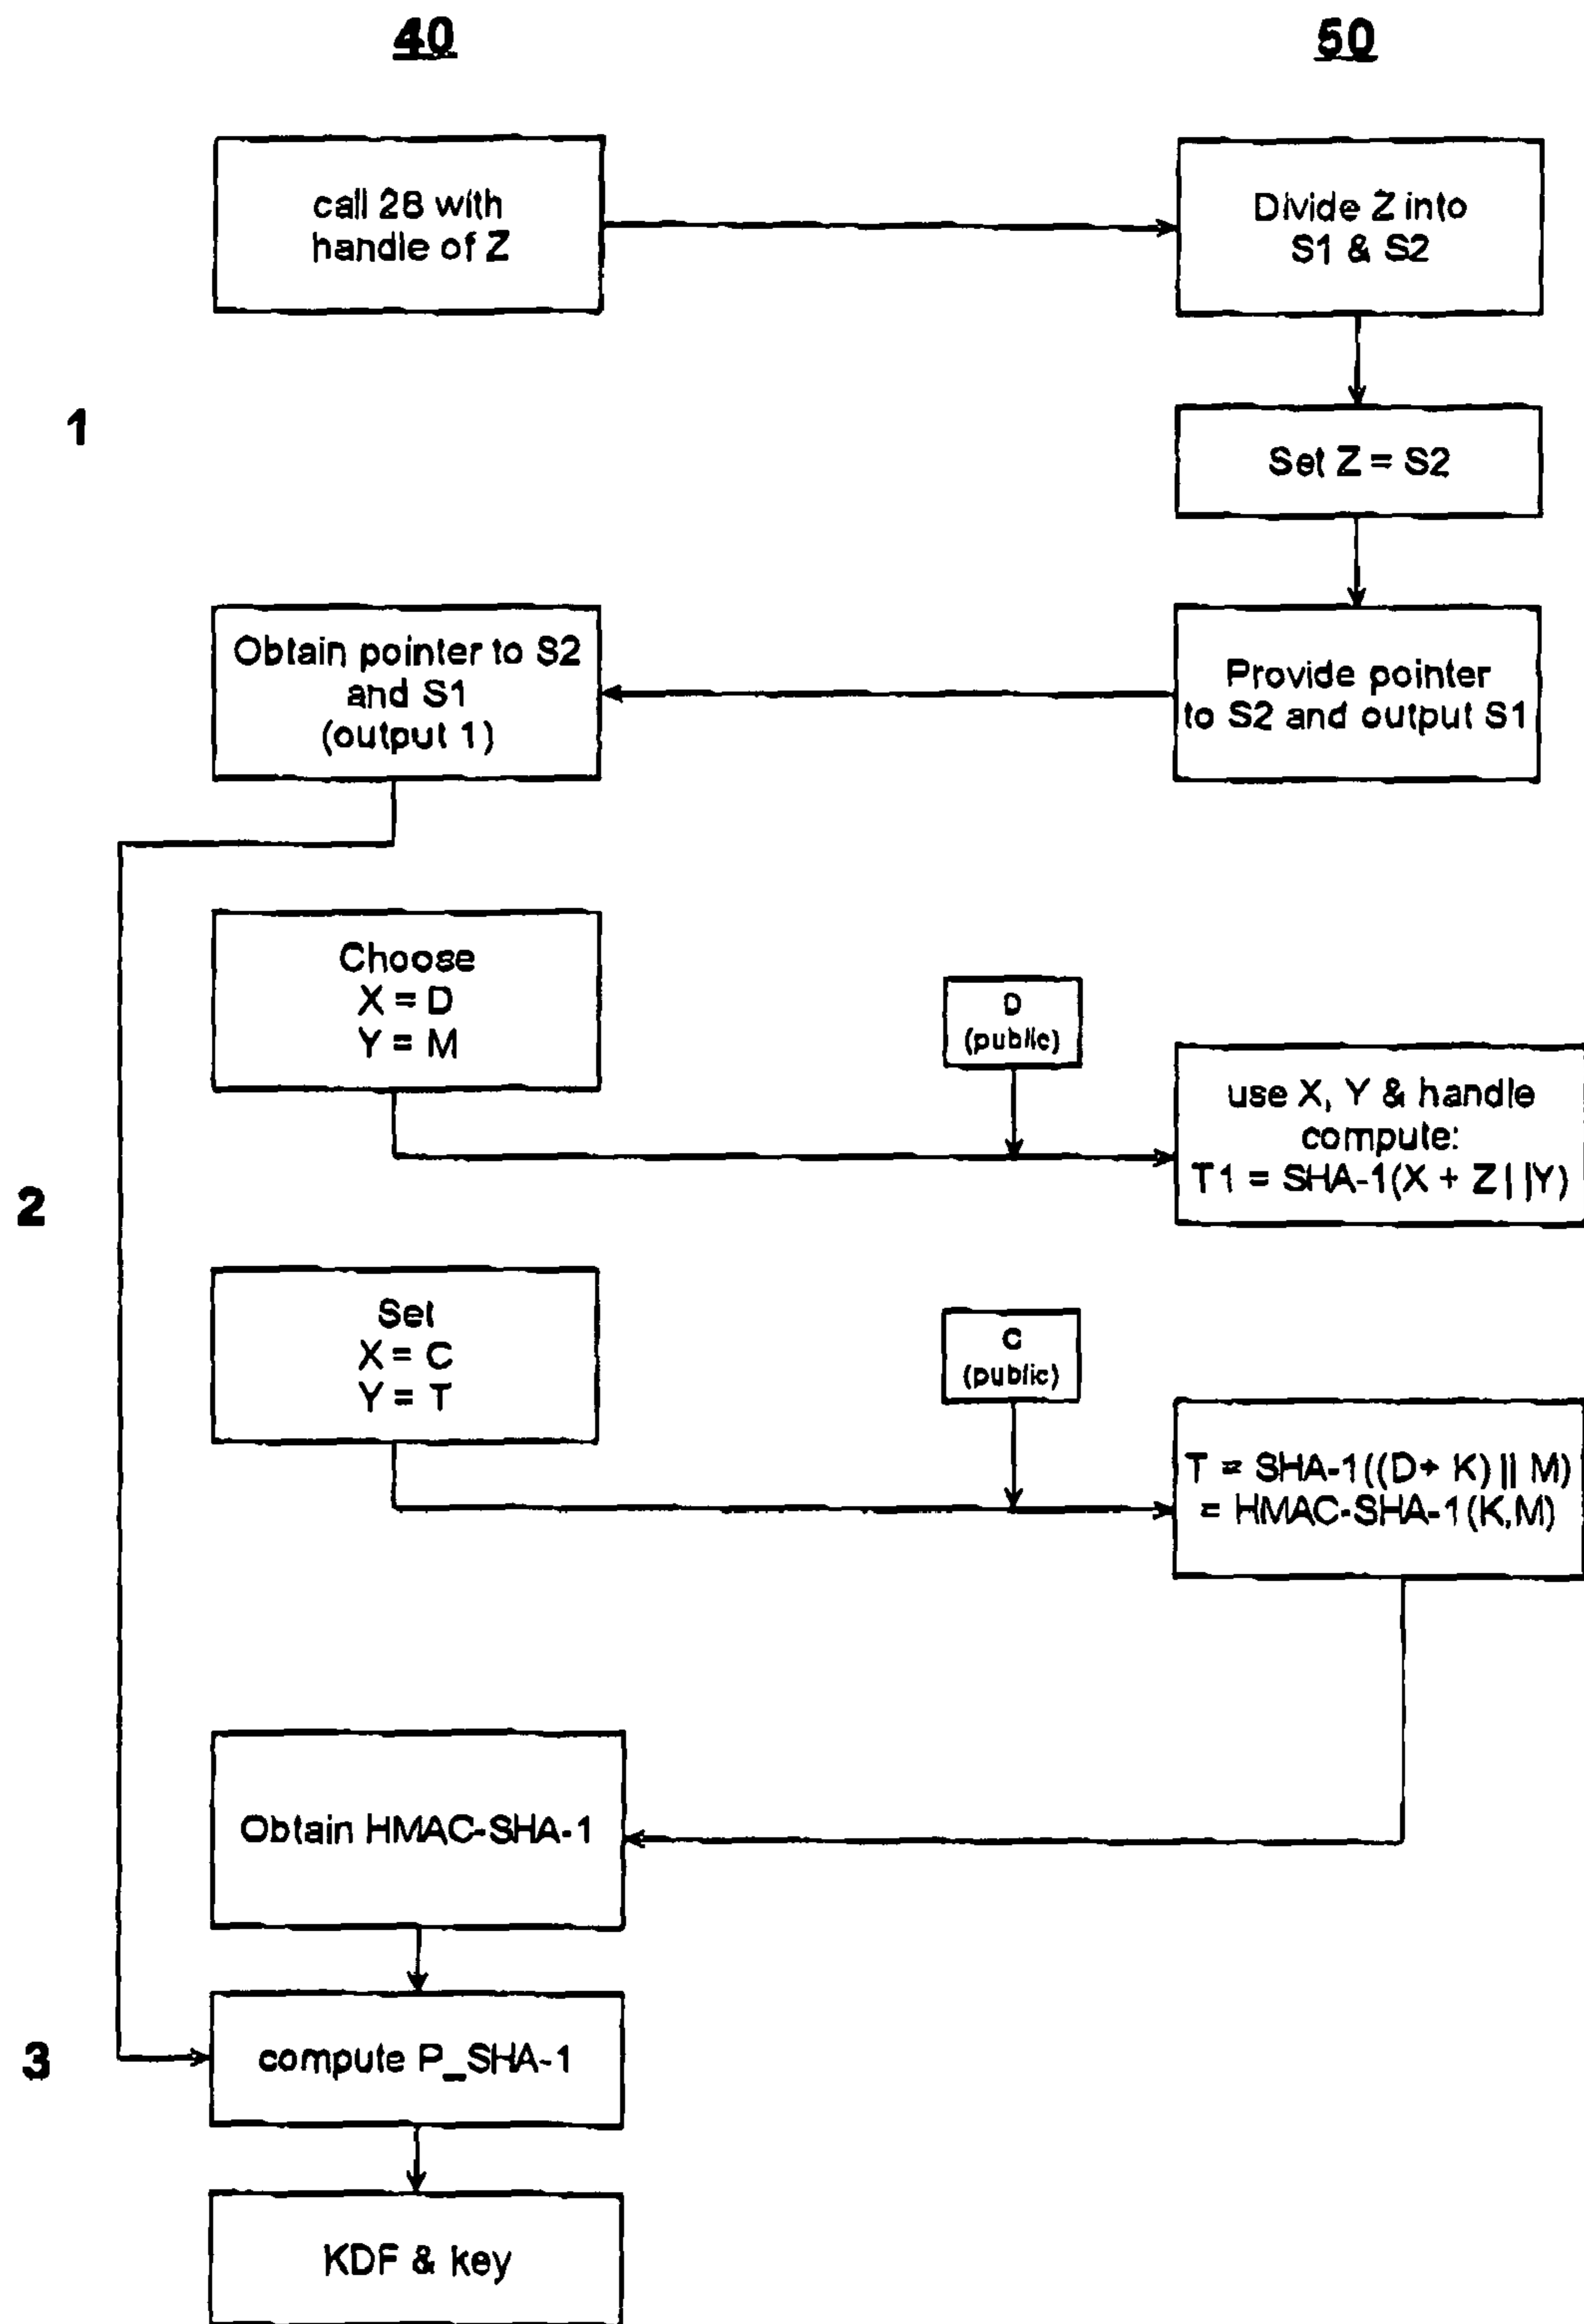 40
50
call 28 with
handle of Z
Divide Z into
S1 & S2
1
Set Z = S2
Obtain pointer to S2
and S1
(output 1)
Provide pointer
to S2 and output S1
Choose
X = D
Y = M
D
(public)
use X, Y & handle
compute:
T1 = SHA-1(X + Z||Y)
2
Set
X = C
Y = T
C
(public)
T = SHA-1((D+ K) || M)
= HMAC-SHA-1(K,M)
Obtain HMAC-SHA-1
3
compute P_SHA-1
KDF & key